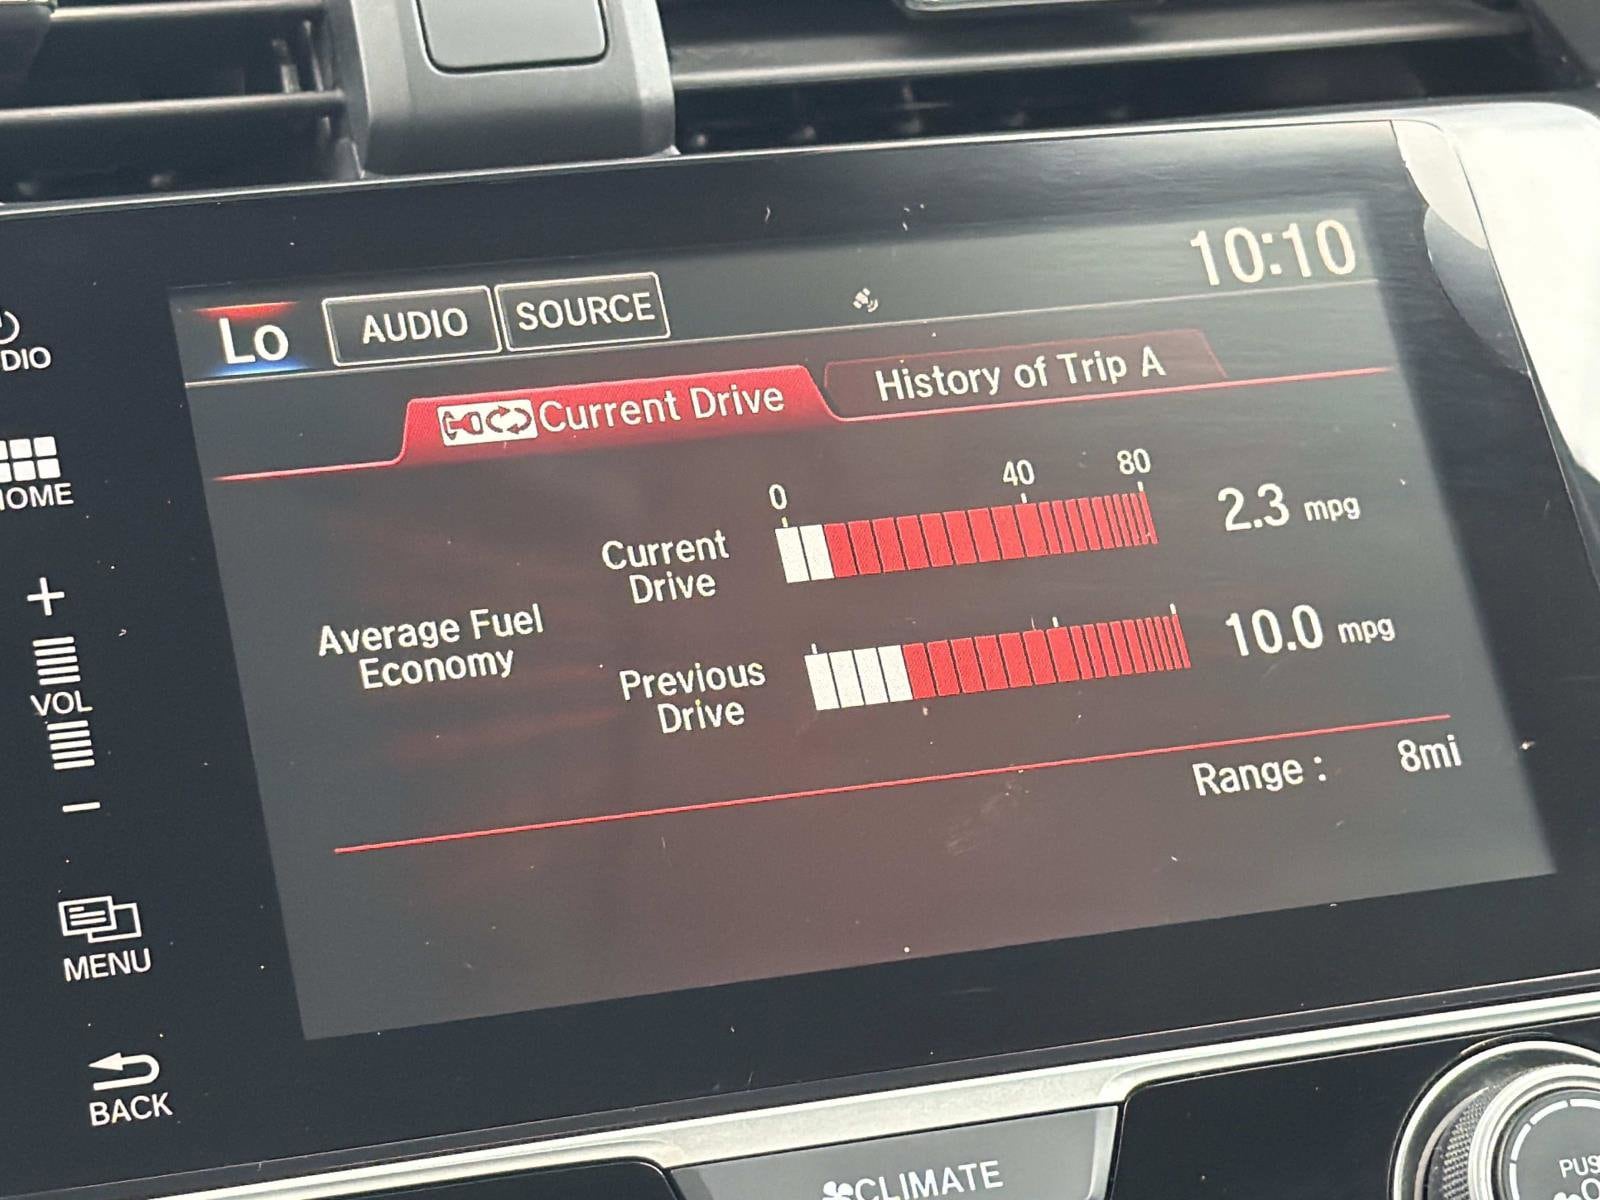 10:10
Lo AUDIO SOURCE
Current Drive History of Trip A
0 40 80
Current
Drive
2.3 mpg
Average Fuel
Economy
Previous
Drive
10.0 mpg
Range : 8mi
DIO
HOME
+
VOL
−
MENU
BACK
CLIMATE
PUS